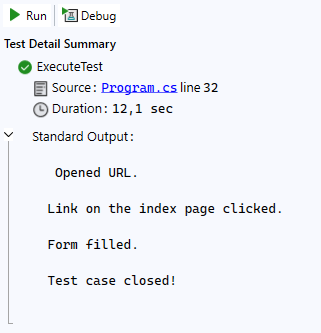 Run Debug
Test Detail Summary
ExecuteTest
Source: Program.cs line 32
Duration: 12,1 sec
Standard Output:
Opened URL.
Link on the index page clicked.
Form filled.
Test case closed!